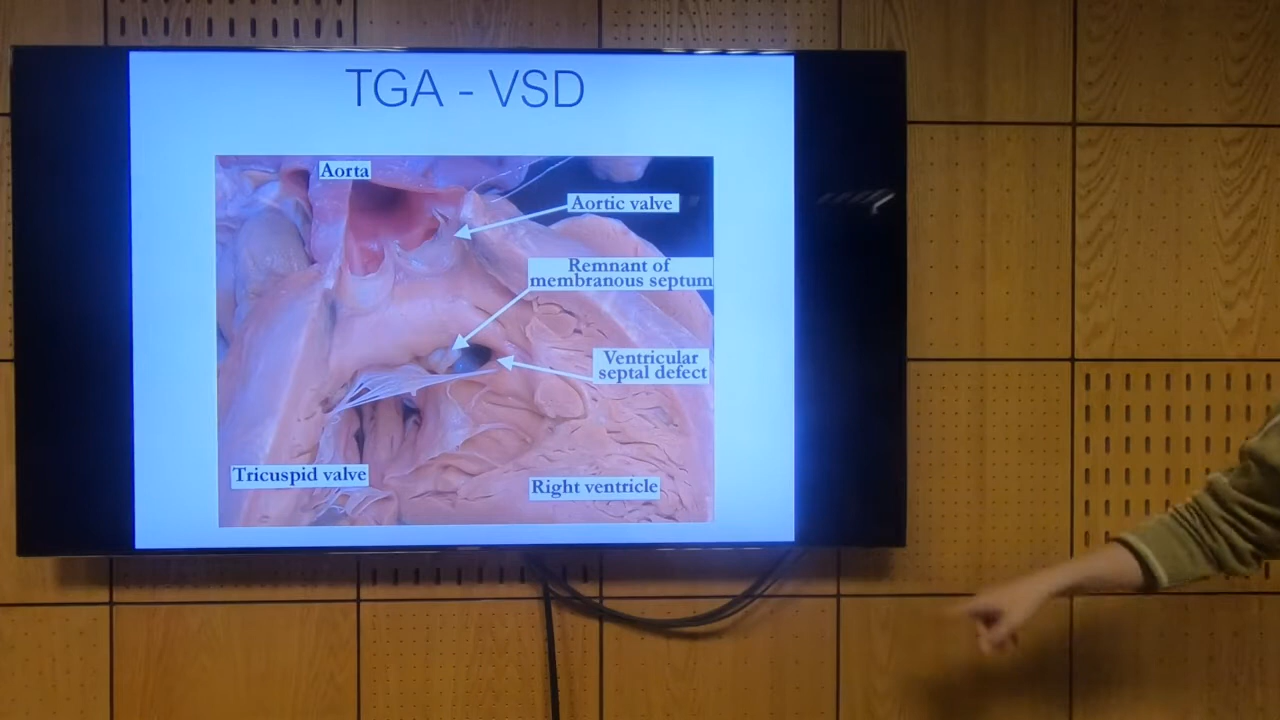 TGA - VSD
Aorta
Aortic valve
Remnant of
membranous septum
Ventricular
septal defect
Tricuspid valve
Right ventricle